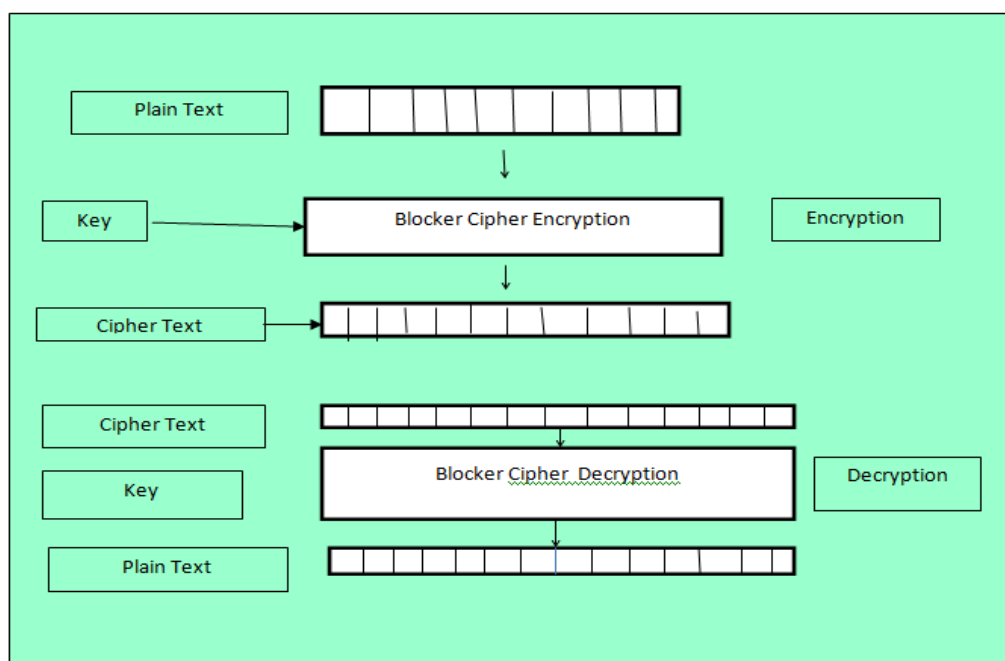 Plain Text
Key
Blocker Cipher Encryption
Encryption
Cipher Text
Cipher Text
Blocker Cipher Decryption
Key
Decryption
Plain Text